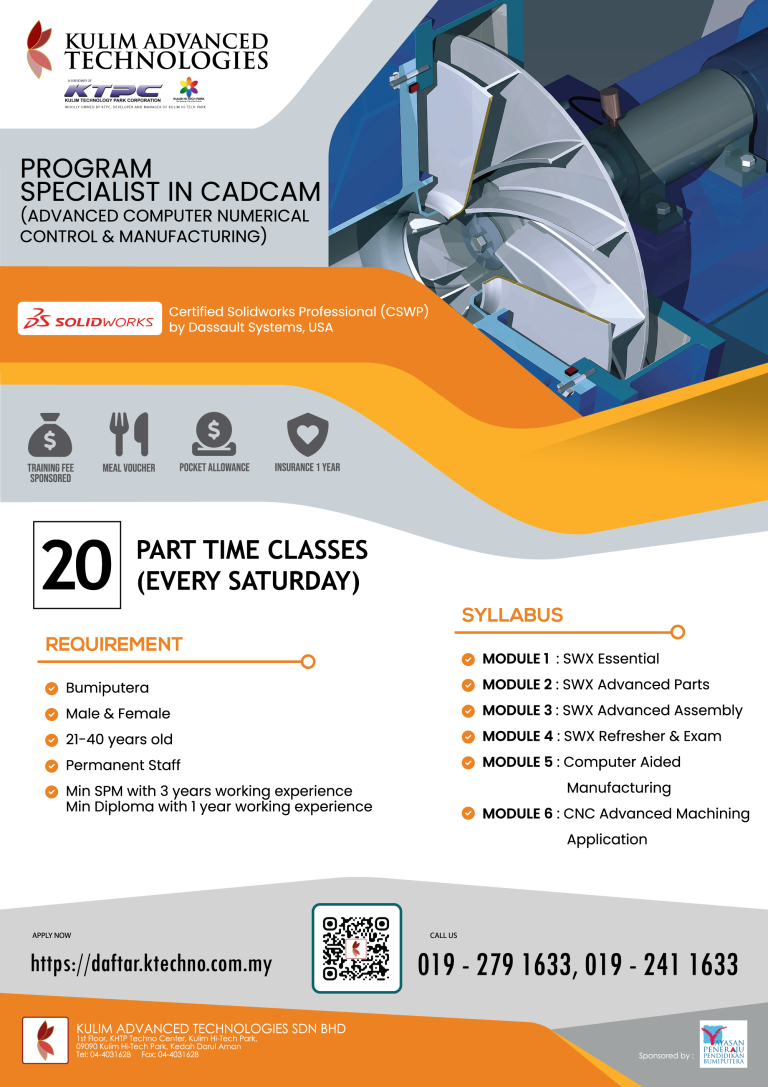 KULIM ADVANCED
TECHNOLOGIES
A SUBSIDIARY OF
KTPC
KULIM TECHNOLOGY PARK CORPORATION
KULIM HI-TECH PARK
WHOLLY OWNED BY KTPC, DEVELOPER AND MANAGER OF KULIM HI-TECH PARK
PROGRAM
SPECIALIST IN CADCAM
(ADVANCED COMPUTER NUMERICAL
CONTROL & MANUFACTURING)
SOLIDWORKS
Certified Solidworks Professional (CSWP)
by Dassault Systems, USA
TRAINING FEE
SPONSORED
MEAL VOUCHER
POCKET ALLOWANCE
INSURANCE 1 YEAR
20
PART TIME CLASSES
(EVERY SATURDAY)
REQUIREMENT
Bumiputera
Male & Female
21-40 years old
Permanent Staff
Min SPM with 3 years working experience
Min Diploma with 1 year working experience
SYLLABUS
MODULE 1 : SWX Essential
MODULE 2 : SWX Advanced Parts
MODULE 3 : SWX Advanced Assembly
MODULE 4 : SWX Refresher & Exam
MODULE 5 : Computer Aided
Manufacturing
MODULE 6 : CNC Advanced Machining
Application
APPLY NOW
https://daftar.ktechno.com.my
CALL US
019 - 279 1633, 019 - 241 1633
KULIM ADVANCED TECHNOLOGIES SDN BHD
1st Floor, KHTP Techno Center, Kulim Hi-Tech Park,
09090 Kulim Hi-Tech Park, Kedah Darul Aman
Tel: 04-4031628 Fax: 04-4031628
Sponsored by :
YAYASAN
PENERAJU
PENDIDIKAN
BUMIPUTERA